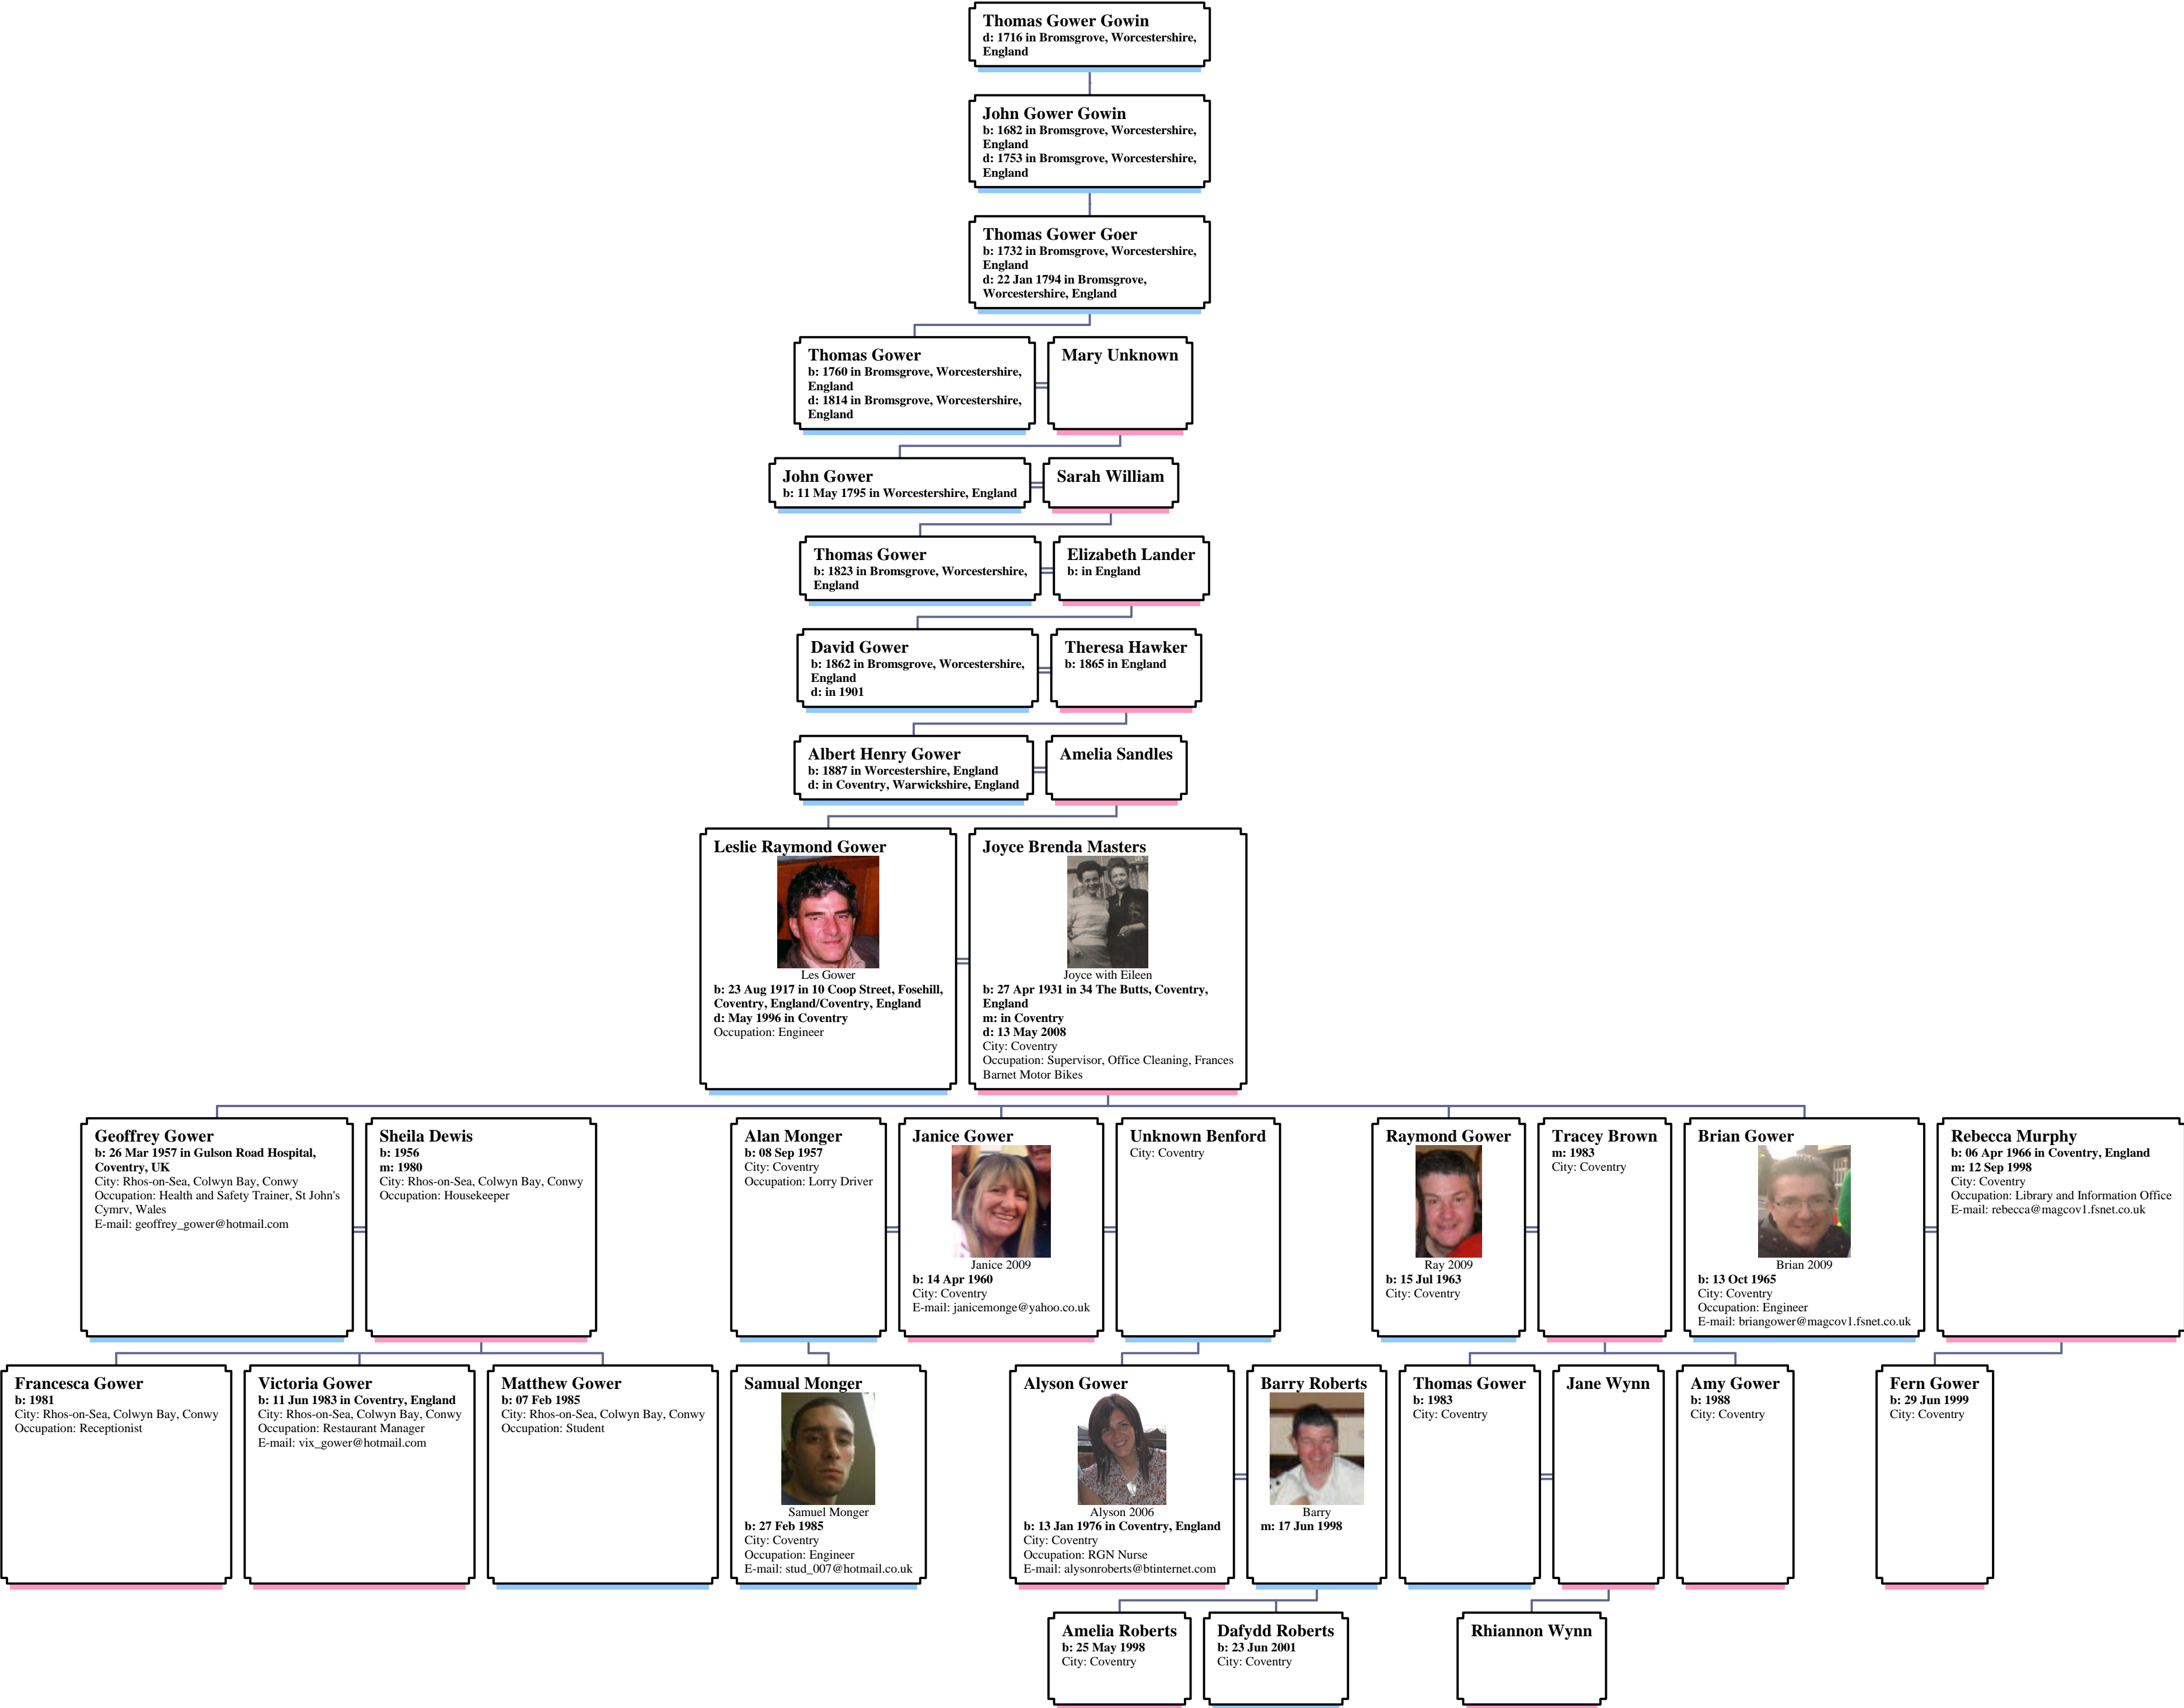 Thomas Gower Gowin
d: 1716 in Bromsgrove, Worcestershire,
England
John Gower Gowin
b: 1682 in Bromsgrove, Worcestershire,
England
d: 1753 in Bromsgrove, Worcestershire,
England
Thomas Gower Goer
b: 1732 in Bromsgrove, Worcestershire,
England
d: 22 Jan 1794 in Bromsgrove,
Worcestershire, England
Thomas Gower
b: 1760 in Bromsgrove, Worcestershire,
England
d: 1814 in Bromsgrove, Worcestershire,
England
Mary Unknown
John Gower
b: 11 May 1795 in Worcestershire, England
Sarah William
Thomas Gower
b: 1823 in Bromsgrove, Worcestershire,
England
Elizabeth Lander
b: in England
David Gower
b: 1862 in Bromsgrove, Worcestershire,
England
d: in 1901
Theresa Hawker
b: 1865 in England
Albert Henry Gower
b: 1887 in Worcestershire, England
d: in Coventry, Warwickshire, England
Amelia Sandles
Leslie Raymond Gower
Les Gower
b: 23 Aug 1917 in 10 Coop Street, Fosehill,
Coventry, England/Coventry, England
d: May 1996 in Coventry
Occupation: Engineer
Joyce Brenda Masters
Joyce with Eileen
b: 27 Apr 1931 in 34 The Butts, Coventry,
England
m: in Coventry
d: 13 May 2008
City: Coventry
Occupation: Supervisor, Office Cleaning, Frances
Barnet Motor Bikes
Geoffrey Gower
b: 26 Mar 1957 in Gulson Road Hospital,
Coventry, UK
City: Rhos-on-Sea, Colwyn Bay, Conwy
Occupation: Health and Safety Trainer, St John's
Cymrv, Wales
E-mail: geoffrey_gower@hotmail.com
Sheila Dewis
b: 1956
m: 1980
City: Rhos-on-Sea, Colwyn Bay, Conwy
Occupation: Housekeeper
Alan Monger
b: 08 Sep 1957
City: Coventry
Occupation: Lorry Driver
Janice Gower
Janice 2009
b: 14 Apr 1960
City: Coventry
E-mail: janicemonge@yahoo.co.uk
Unknown Benford
City: Coventry
Raymond Gower
Ray 2009
b: 15 Jul 1963
City: Coventry
Tracey Brown
m: 1983
City: Coventry
Brian Gower
Brian 2009
b: 13 Oct 1965
City: Coventry
Occupation: Engineer
E-mail: briangower@magcov1.fsnet.co.uk
Rebecca Murphy
b: 06 Apr 1966 in Coventry, England
m: 12 Sep 1998
City: Coventry
Occupation: Library and Information Office
E-mail: rebecca@magcov1.fsnet.co.uk
Francesca Gower
b: 1981
City: Rhos-on-Sea, Colwyn Bay, Conwy
Occupation: Receptionist
Victoria Gower
b: 11 Jun 1983 in Coventry, England
City: Rhos-on-Sea, Colwyn Bay, Conwy
Occupation: Restaurant Manager
E-mail: vix_gower@hotmail.com
Matthew Gower
b: 07 Feb 1985
City: Rhos-on-Sea, Colwyn Bay, Conwy
Occupation: Student
Samual Monger
Samuel Monger
b: 27 Feb 1985
City: Coventry
Occupation: Engineer
E-mail: stud_007@hotmail.co.uk
Alyson Gower
Alyson 2006
b: 13 Jan 1976 in Coventry, England
City: Coventry
Occupation: RGN Nurse
E-mail: alysonroberts@btinternet.com
Barry Roberts
Barry
m: 17 Jun 1998
Thomas Gower
b: 1983
City: Coventry
Jane Wynn
Amy Gower
b: 1988
City: Coventry
Fern Gower
b: 29 Jun 1999
City: Coventry
Amelia Roberts
b: 25 May 1998
City: Coventry
Dafydd Roberts
b: 23 Jun 2001
City: Coventry
Rhiannon Wynn